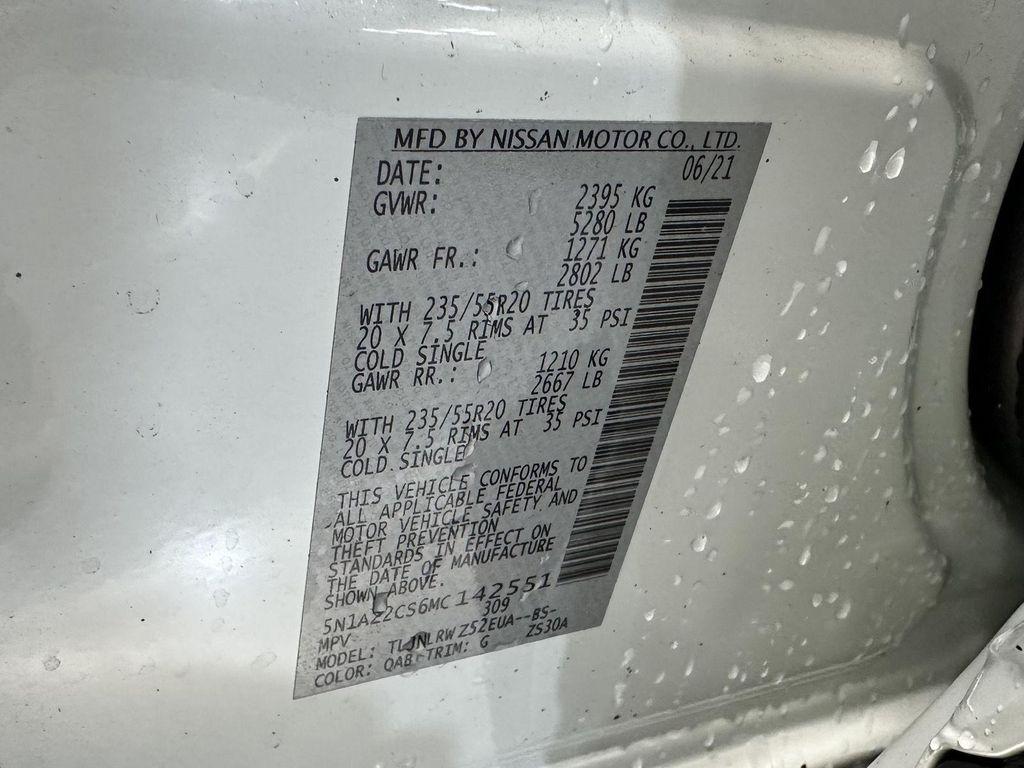 MFD BY NISSAN MOTOR CO., LTD.
DATE: 06/21
GVWR: 2395 KG
5280 LB
GAWR FR.: 1271 KG
2802 LB
WITH 235/55R20 TIRES
20 X 7.5 RIMS AT 35 PSI
COLD SINGLE
GAWR RR.: 1210 KG
2667 LB
WITH 235/55R20 TIRES
20 X 7.5 RIMS AT 35 PSI
COLD SINGLE
THIS VEHICLE CONFORMS TO
ALL APPLICABLE FEDERAL
MOTOR VEHICLE SAFETY AND
THEFT PREVENTION
STANDARDS IN EFFECT ON
THE DATE OF MANUFACTURE
SHOWN ABOVE.
5N1AZ2CS6MC142551
MPV 309
MODEL: TLJNLRWZ52EUA--BS-
COLOR: QAB TRIM: G ZS30A